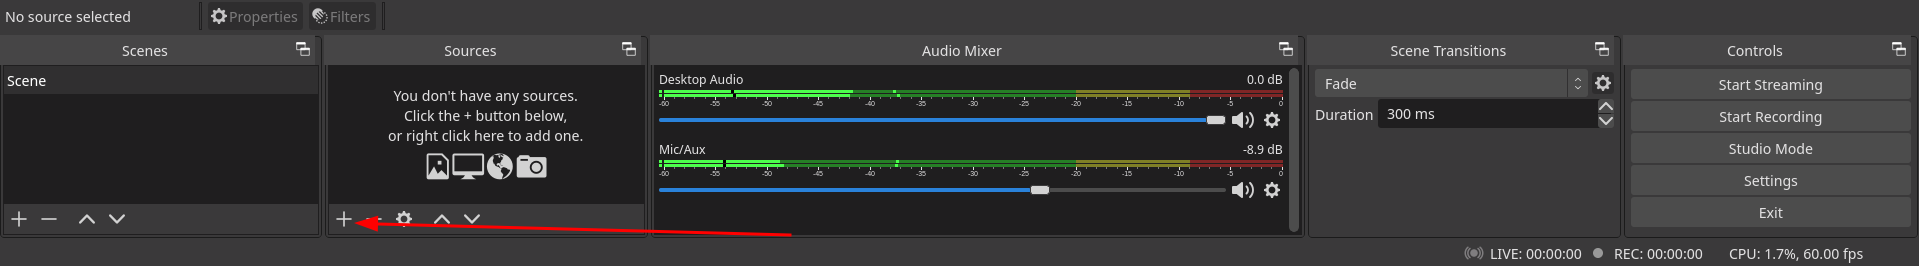 No source selected
Properties
Filters
Scenes
Scene
Sources
You don't have any sources.
Click the + button below,
or right click here to add one.
Audio Mixer
Desktop Audio 0.0 dB
-60 -55 -50 -45 -40 -35 -30 -25 -20 -15 -10 -5 0
Mic/Aux -8.9 dB
-60 -55 -50 -45 -40 -35 -30 -25 -20 -15 -10 -5 0
Scene Transitions
Fade
Duration 300 ms
Controls
Start Streaming
Start Recording
Studio Mode
Settings
Exit
LIVE: 00:00:00 REC: 00:00:00 CPU: 1.7%, 60.00 fps